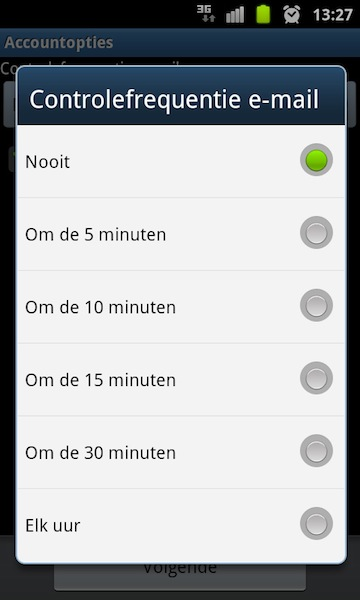 3G 13:27
Accountopties
Controlefrequentie e-mail
Nooit
Om de 5 minuten
Om de 10 minuten
Om de 15 minuten
Om de 30 minuten
Elk uur
Volgende